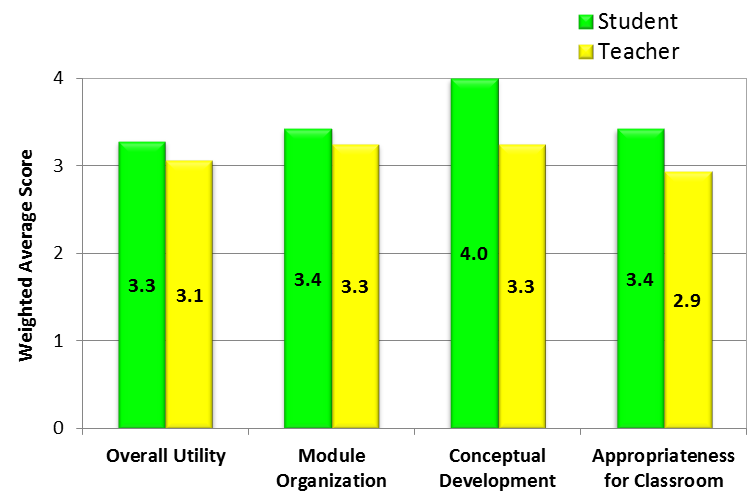 Student
Teacher
Weighted Average Score
4
3
2
1
0
3.3
3.1
3.4
3.3
4.0
3.3
3.4
2.9
Overall Utility
Module
Organization
Conceptual
Development
Appropriateness
for Classroom